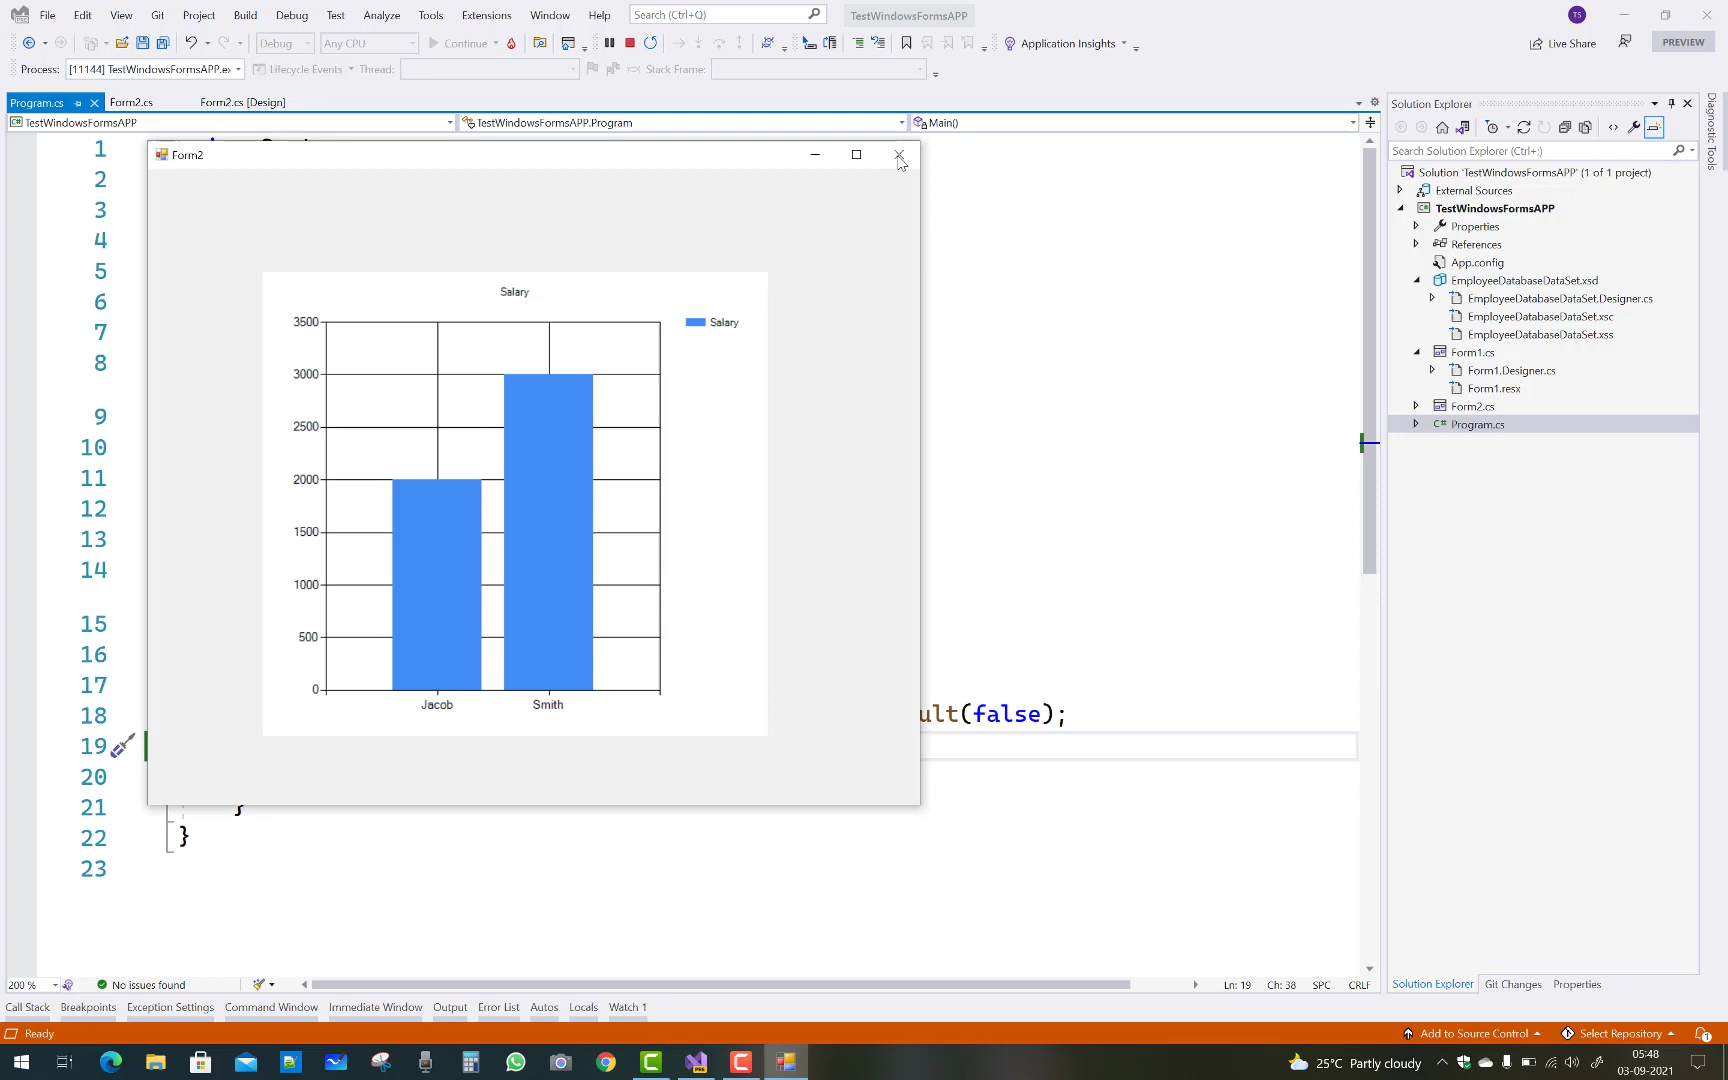 File Edit View Git Project Build Debug Test Analyze Tools Extensions Window Help Search (Ctrl+Q) TestWindowsFormsAPP TS
Debug Any CPU Continue Application Insights Live Share PREVIEW
Process: [11144] TestWindowsFormsAPP.ex Lifecycle Events Thread: Stack Frame:
Program.cs Form2.cs Form2.cs [Design]
TestWindowsFormsAPP TestWindowsFormsAPP.Program Main()
1
2
3
4
5
6
7
8
9
10
11
12
13
14
15
16
17
18 ult(false);
19
20
21 }
22 }
23
Form2
Salary
Salary
3500
3000
2500
2000
1500
1000
500
0
Jacob Smith
Solution Explorer
Search Solution Explorer (Ctrl+;)
Solution 'TestWindowsFormsAPP' (1 of 1 project)
External Sources
C# TestWindowsFormsAPP
Properties
References
App.config
EmployeeDatabaseDataSet.xsd
EmployeeDatabaseDataSet.Designer.cs
EmployeeDatabaseDataSet.xsc
EmployeeDatabaseDataSet.xss
Form1.cs
Form1.Designer.cs
Form1.resx
Form2.cs
C# Program.cs
Diagnostic Tools
200 % No issues found Ln: 19 Ch: 38 SPC CRLF
Solution Explorer Git Changes Properties
Call Stack Breakpoints Exception Settings Command Window Immediate Window Output Error List Autos Locals Watch 1
Ready Add to Source Control Select Repository 1
25°C Partly cloudy
05:48
03-09-2021